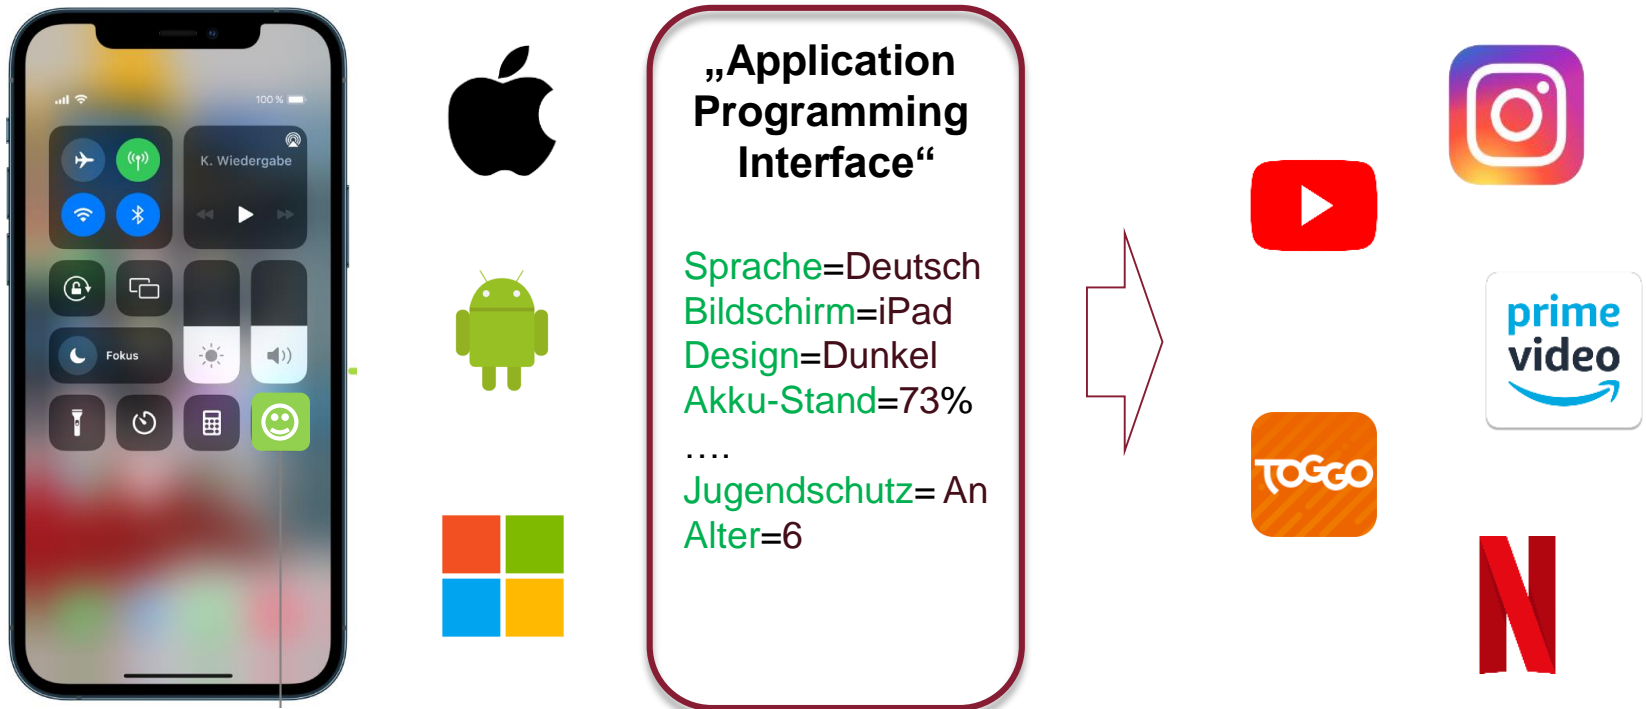 100 %
K. Wiedergabe
Fokus
„Application
Programming
Interface“
Sprache=Deutsch
Bildschirm=iPad
Design=Dunkel
Akku-Stand=73%
....
Jugendschutz= An
Alter=6
prime
video
TOGGO
N